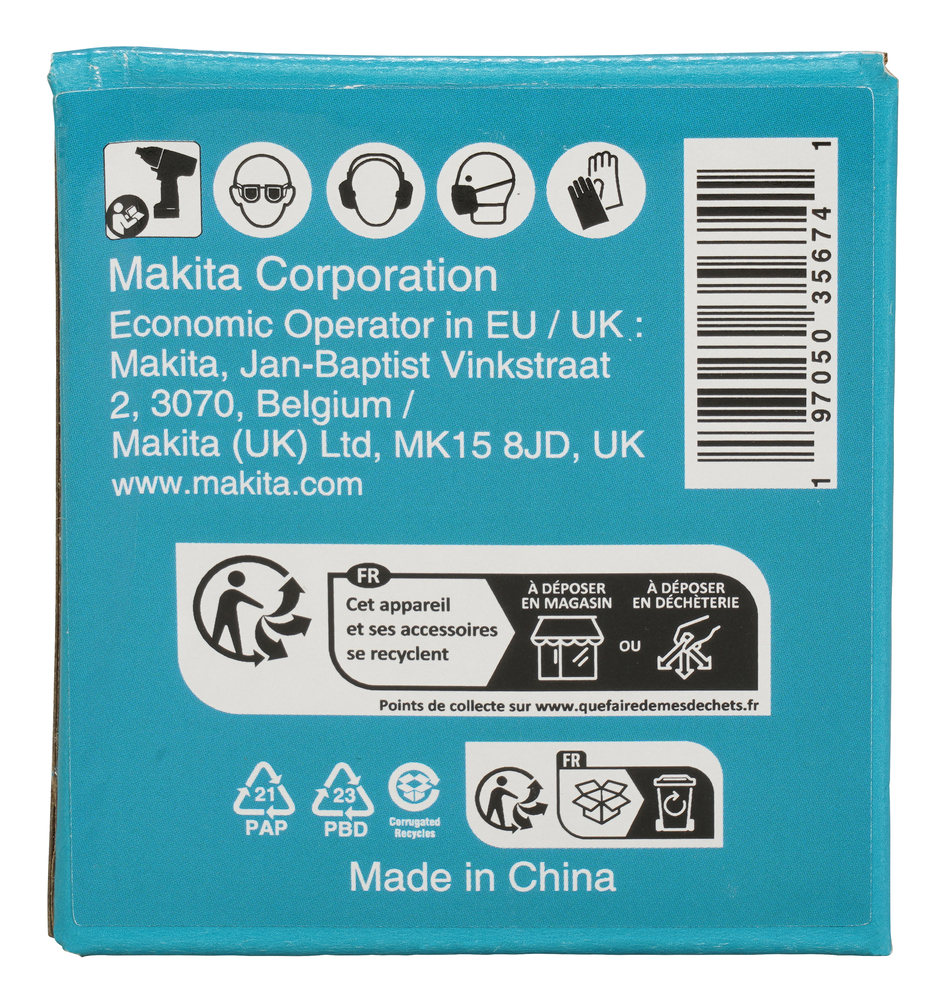 Makita Corporation
Economic Operator in EU / UK :
Makita, Jan-Baptist Vinkstraat
2, 3070, Belgium /
Makita (UK) Ltd, MK15 8JD, UK
www.makita.com
1 97050 35674 1
FR
Cet appareil
et ses accessoires
se recyclent
À DÉPOSER
EN MAGASIN
OU
À DÉPOSER
EN DÉCHÈTERIE
Points de collecte sur www.quefairedemesdechets.fr
21
PAP
23
PBD
Corrugated
Recycles
FR
Made in China